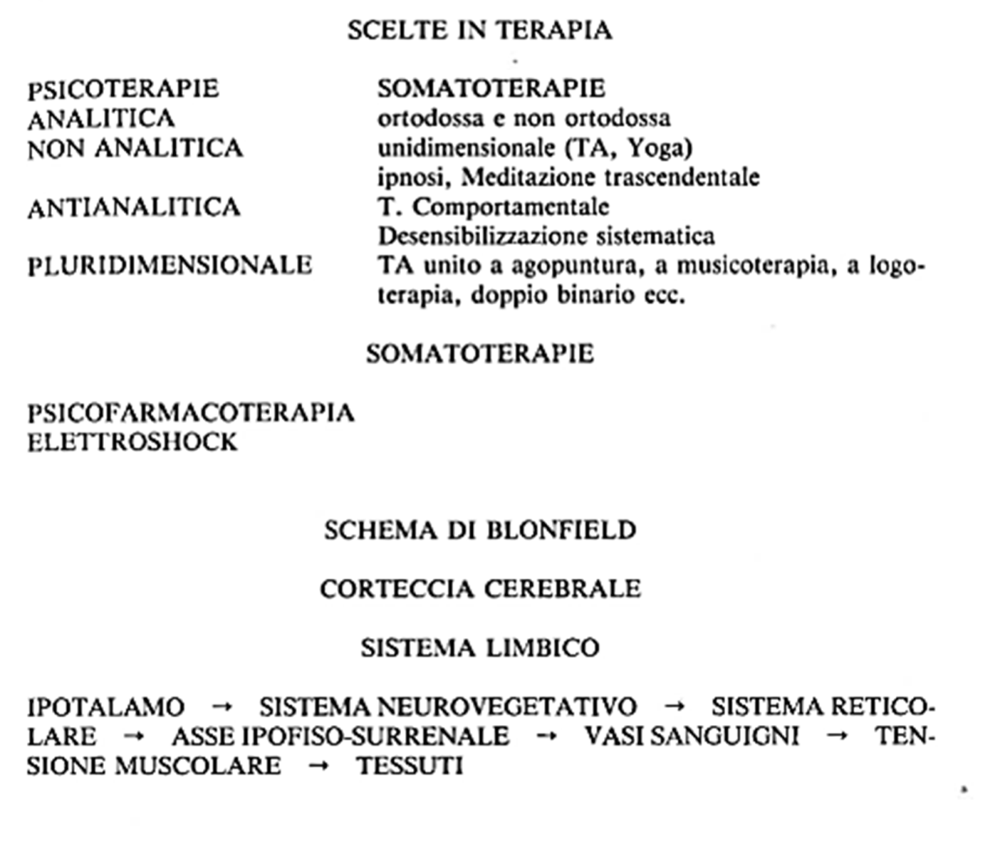 SCELTE IN TERAPIA
PSICOTERAPIE SOMATOTERAPIE
ANALITICA ortodossa e non ortodossa
NON ANALITICA unidimensionale (TA, Yoga)
ipnosi, Meditazione trascendentale
ANTIANALITICA T. Comportamentale
Desensibilizzazione sistematica
PLURIDIMENSIONALE TA unito a agopuntura, a musicoterapia, a logo-
terapia, doppio binario ecc.
SOMATOTERAPIE
PSICOFARMACOTERAPIA
ELETTROSHOCK
SCHEMA DI BLONFIELD
CORTECCIA CEREBRALE
SISTEMA LIMBICO
IPOTALAMO → SISTEMA NEUROVEGETATIVO → SISTEMA RETICO-
LARE → ASSE IPOFISO-SURRENALE → VASI SANGUIGNI → TEN-
SIONE MUSCOLARE → TESSUTI